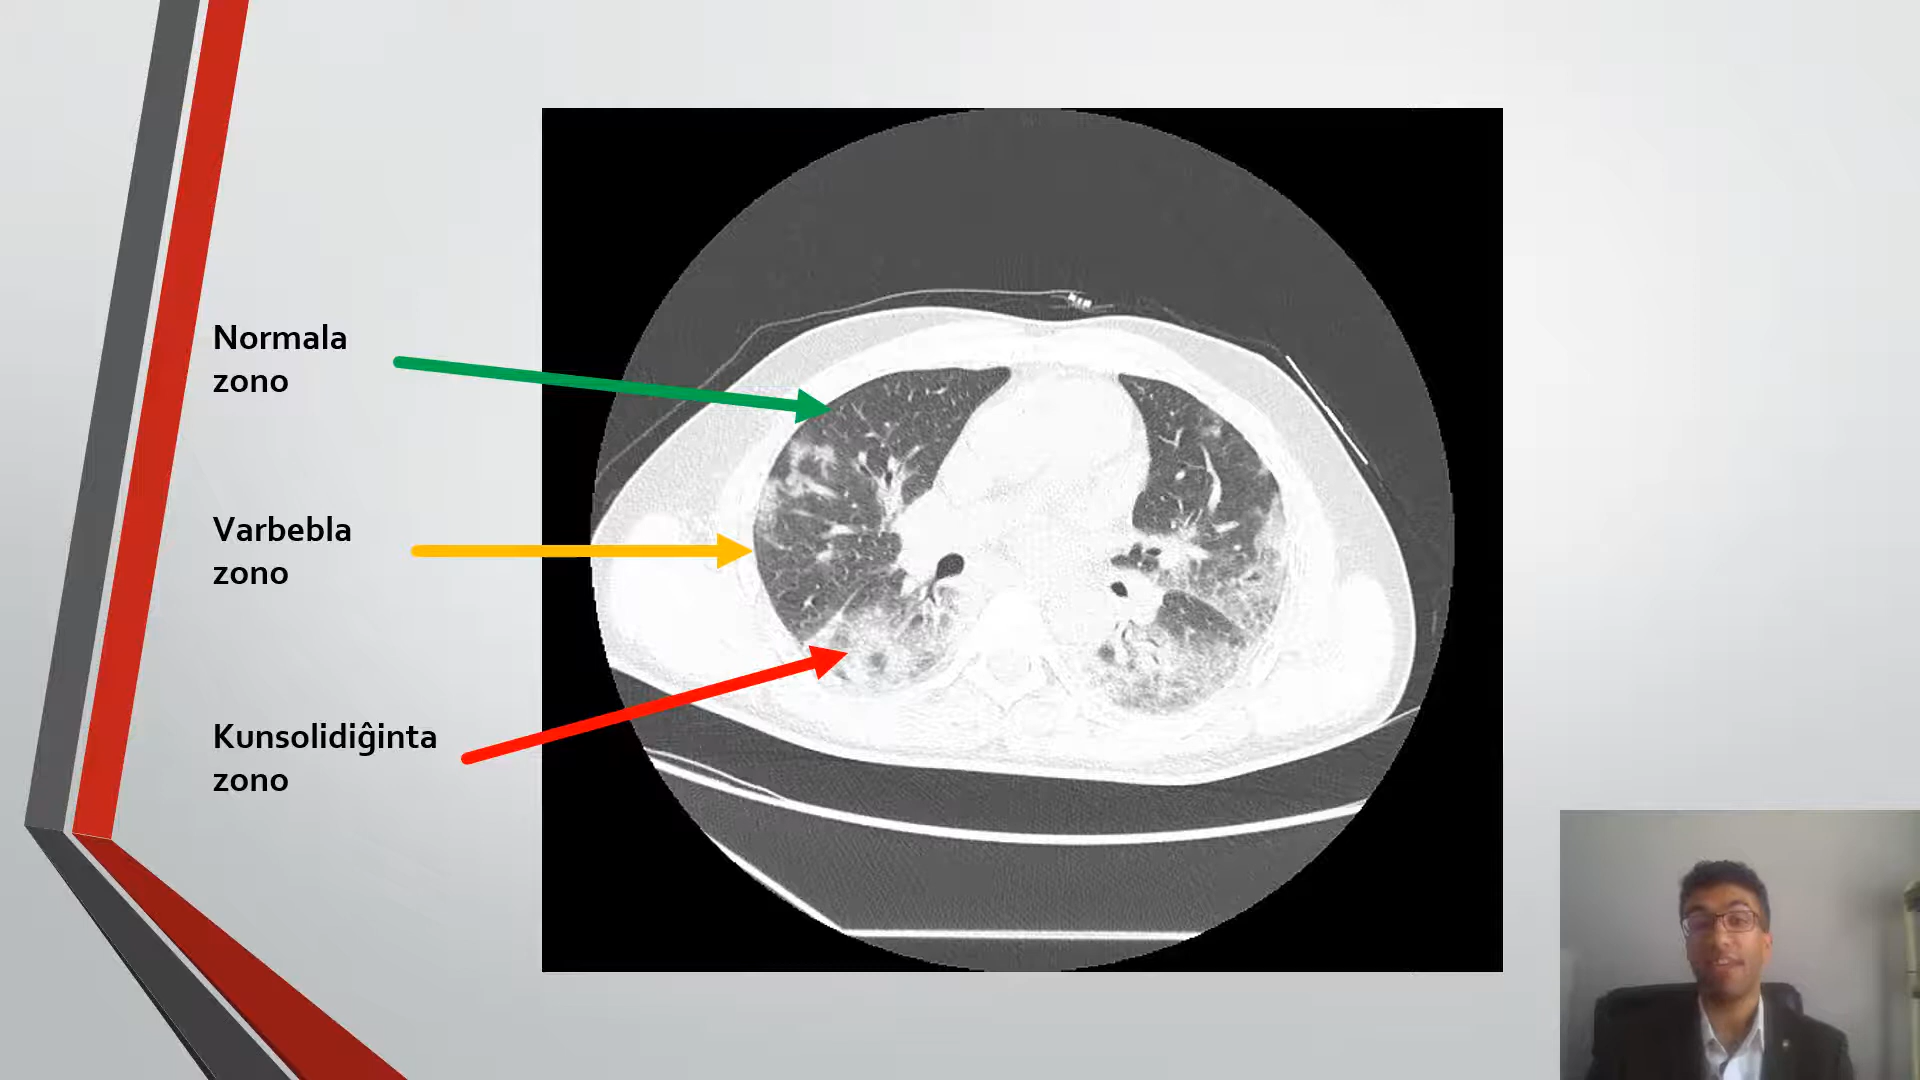 Normala
zono
Varbebla
zono
Kunsolidiĝinta
zono